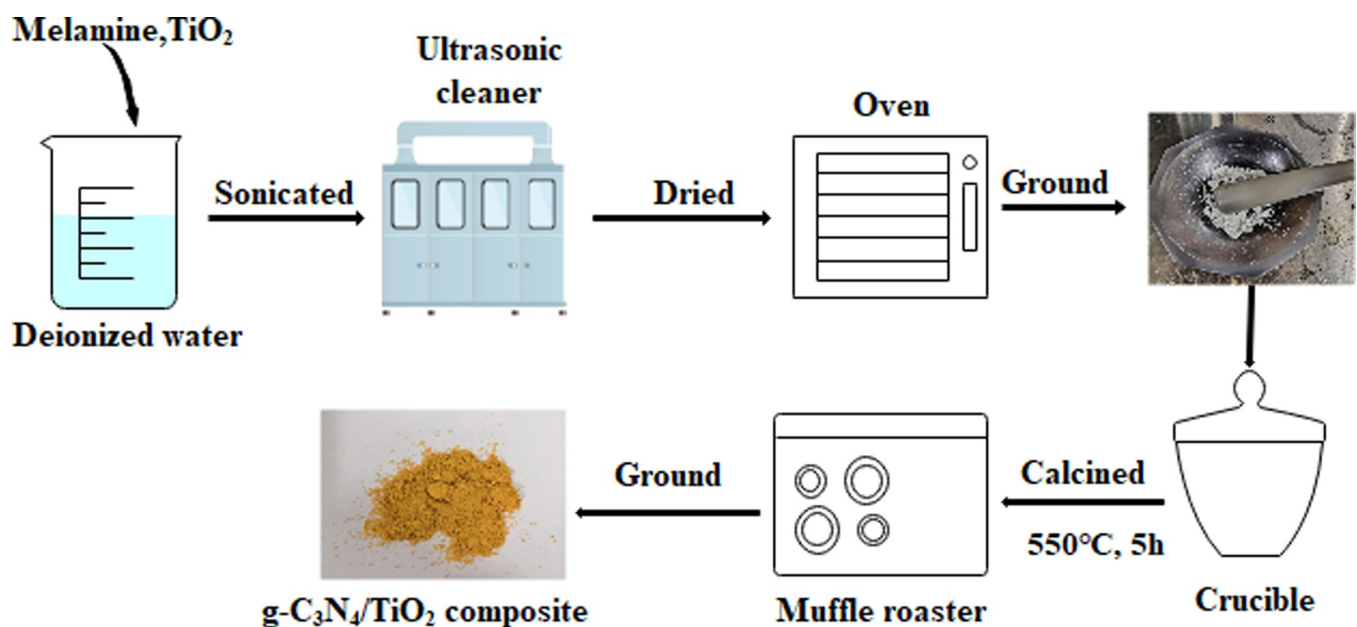 Melamine,TiO₂
Deionized water
Sonicated
Ultrasonic
cleaner
Dried
Oven
Ground
Crucible
Calcined
550°C, 5h
Muffle roaster
Ground
g-C₃N₄/TiO₂ composite